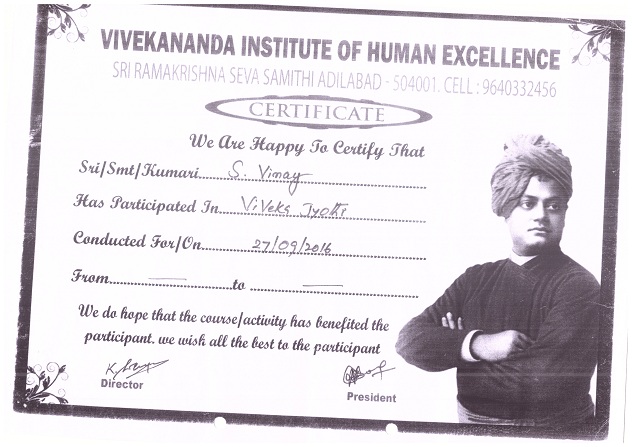 VIVEKANANDA INSTITUTE OF HUMAN EXCELLENCE
SRI RAMAKRISHNA SEVA SAMITHI ADILABAD - 504001. CELL : 9640332456
CERTIFICATE
We Are Happy To Certify That
Sri/Smt/Kumari....S. Vinay
Has Participated In....ViVeka Jyothi
Conducted For/On....27/09/2016
From..........to..........
We do hope that the course/activity has benefited the
participant. we wish all the best to the participant
Director
President